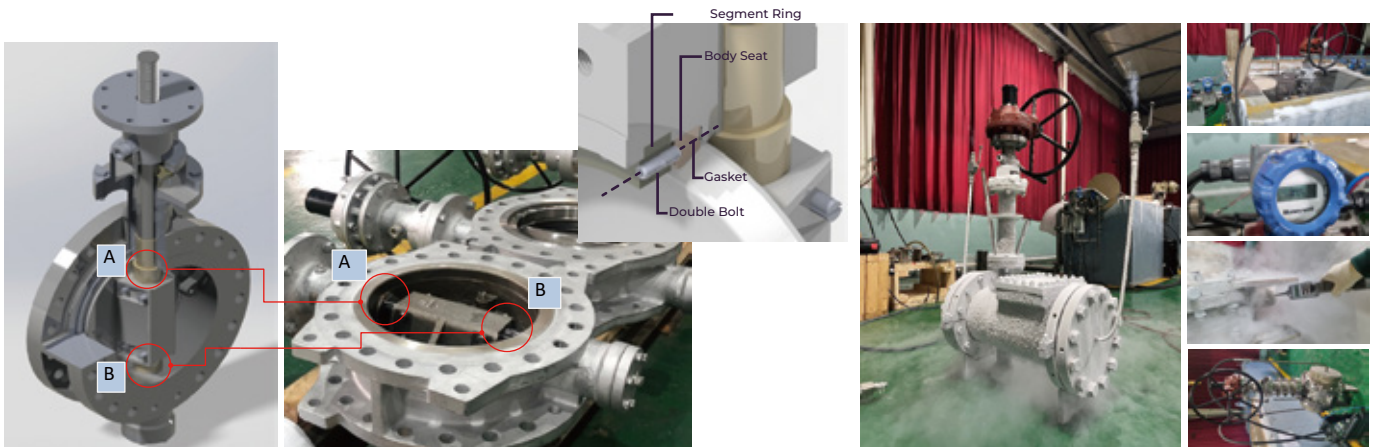 Segment Ring
Body Seat
Gasket
Double Bolt
A
B
A
B